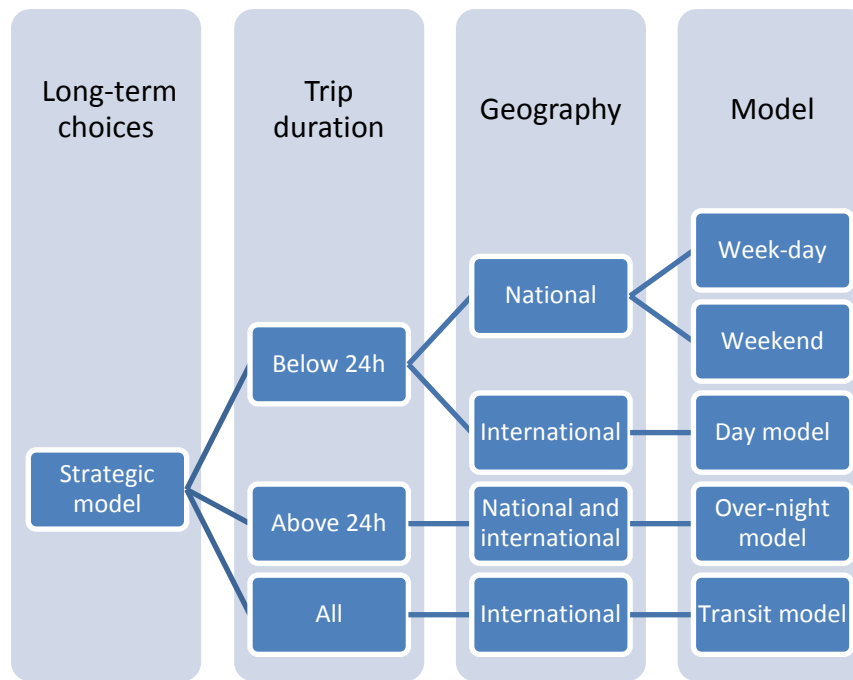 Long-term
choices
Trip
duration
Geography
Model
Strategic
model
Below 24h
Above 24h
All
National
International
National and
international
International
Week-day
Weekend
Day model
Over-night
model
Transit model